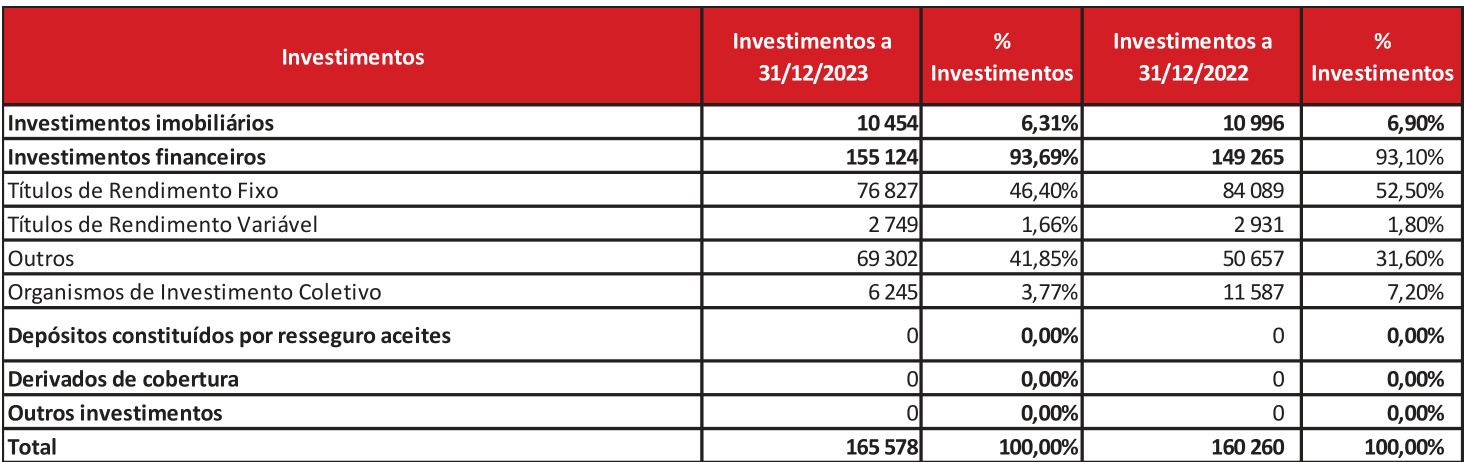 Investimentos
Investimentos a
31/12/2023
%
Investimentos
Investimentos a
31/12/2022
%
Investimentos
Investimentos imobiliários 10 454 6,31% 10 996 6,90%
Investimentos financeiros 155 124 93,69% 149 265 93,10%
Títulos de Rendimento Fixo 76 827 46,40% 84 089 52,50%
Títulos de Rendimento Variável 2 749 1,66% 2 931 1,80%
Outros 69 302 41,85% 50 657 31,60%
Organismos de Investimento Coletivo 6 245 3,77% 11 587 7,20%
Depósitos constituídos por resseguro aceites 0 0,00% 0 0,00%
Derivados de cobertura 0 0,00% 0 0,00%
Outros investimentos 0 0,00% 0 0,00%
Total 165 578 100,00% 160 260 100,00%